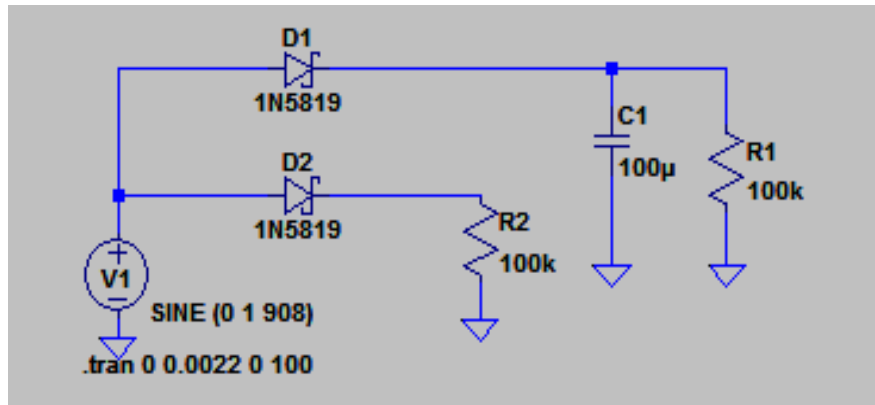 D1
1N5819
C1
100µ
R1
100k
D2
1N5819
R2
100k
V1
SINE (0 1 908)
.tran 0 0.0022 0 100